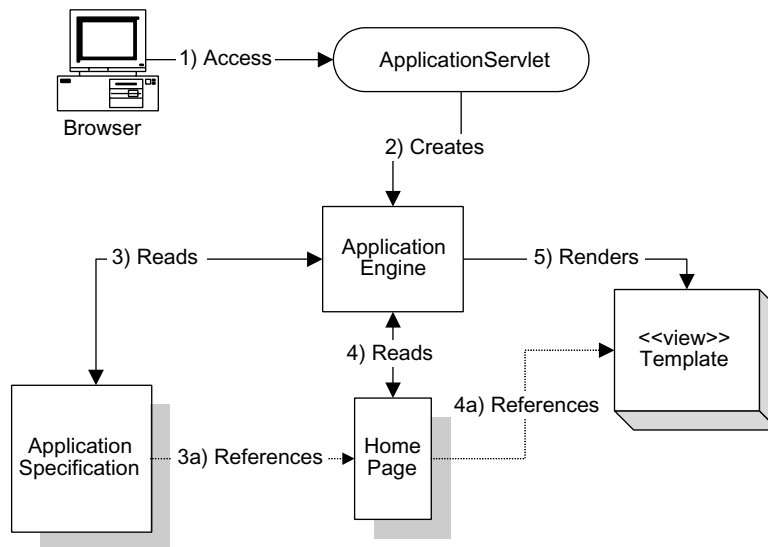 1) Access
ApplicationServlet
Browser
2) Creates
Application
Engine
3) Reads
5) Renders
<<view>>
Template
4) Reads
4a) References
Application
Specification
3a) References
Home
Page